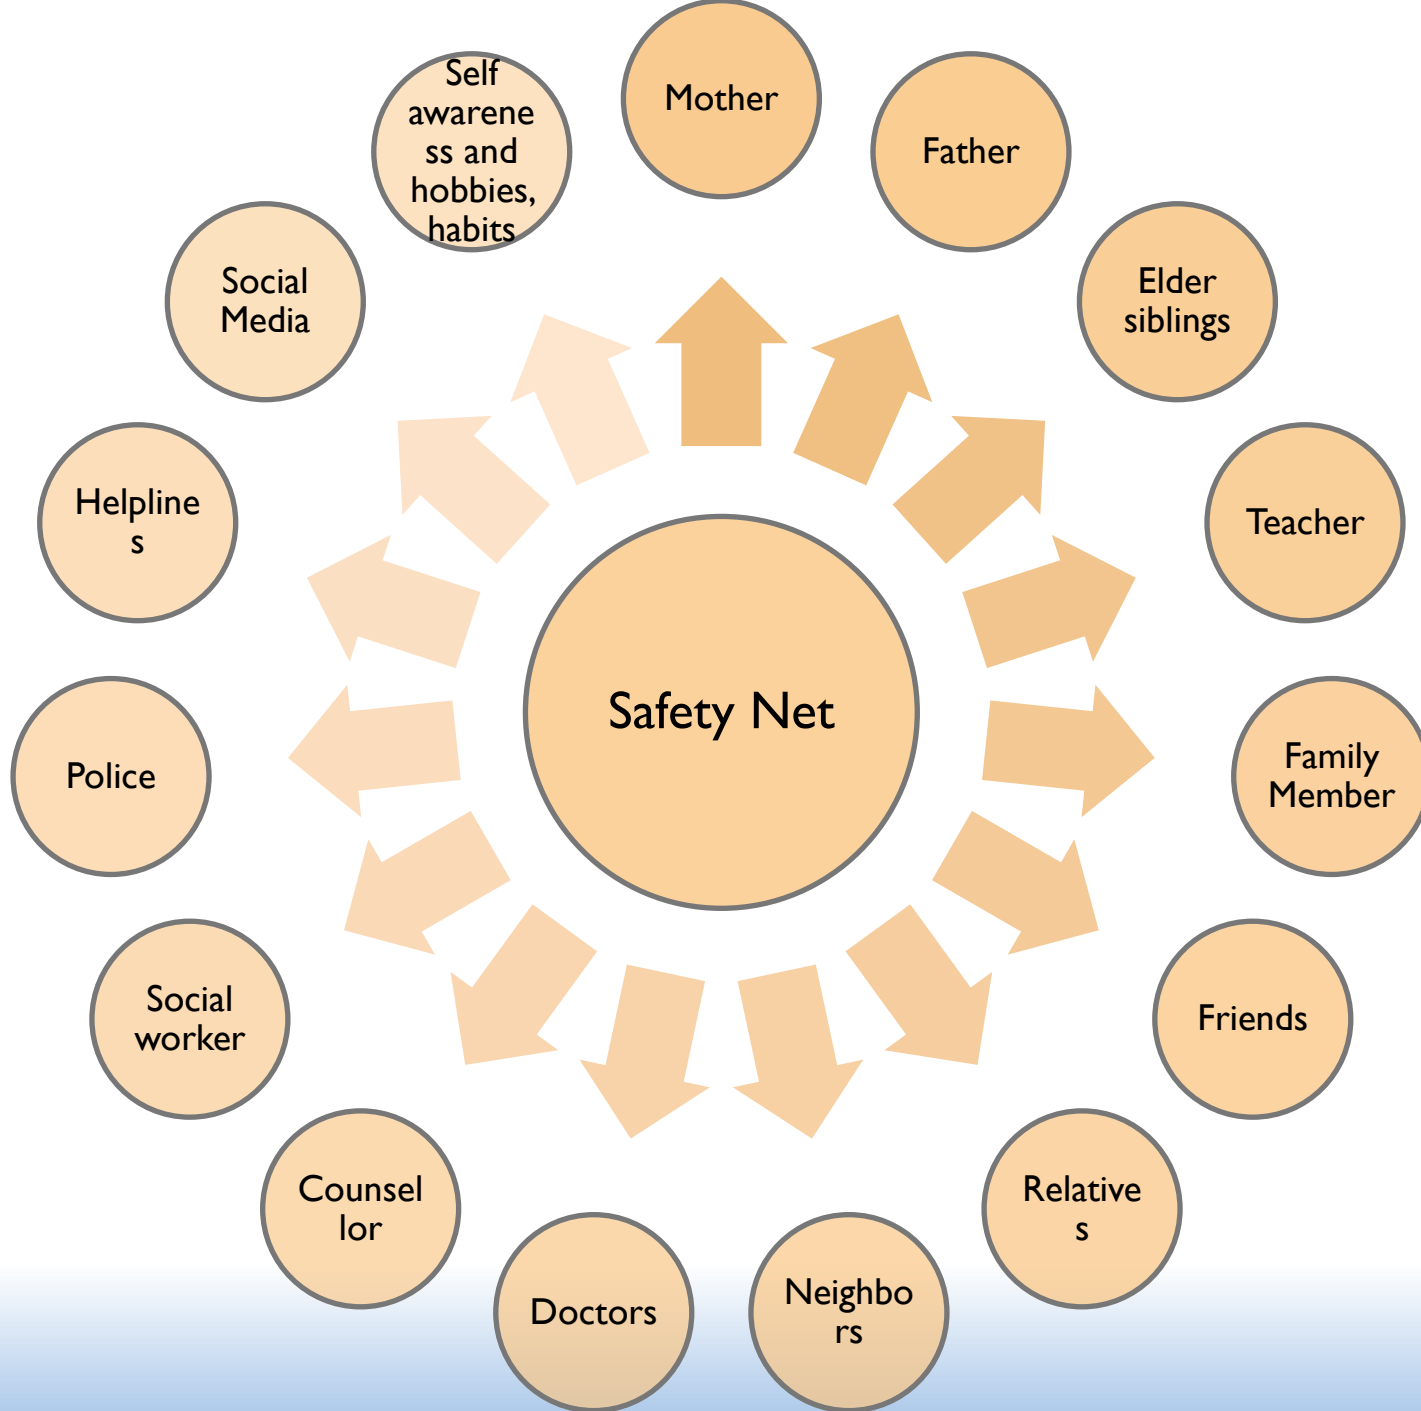 Mother
Father
Elder
siblings
Teacher
Family
Member
Friends
Relative
s
Neighbo
rs
Doctors
Counsel
lor
Social
worker
Police
Helpline
s
Social
Media
Self
awarene
ss and
hobbies,
habits
Safety Net